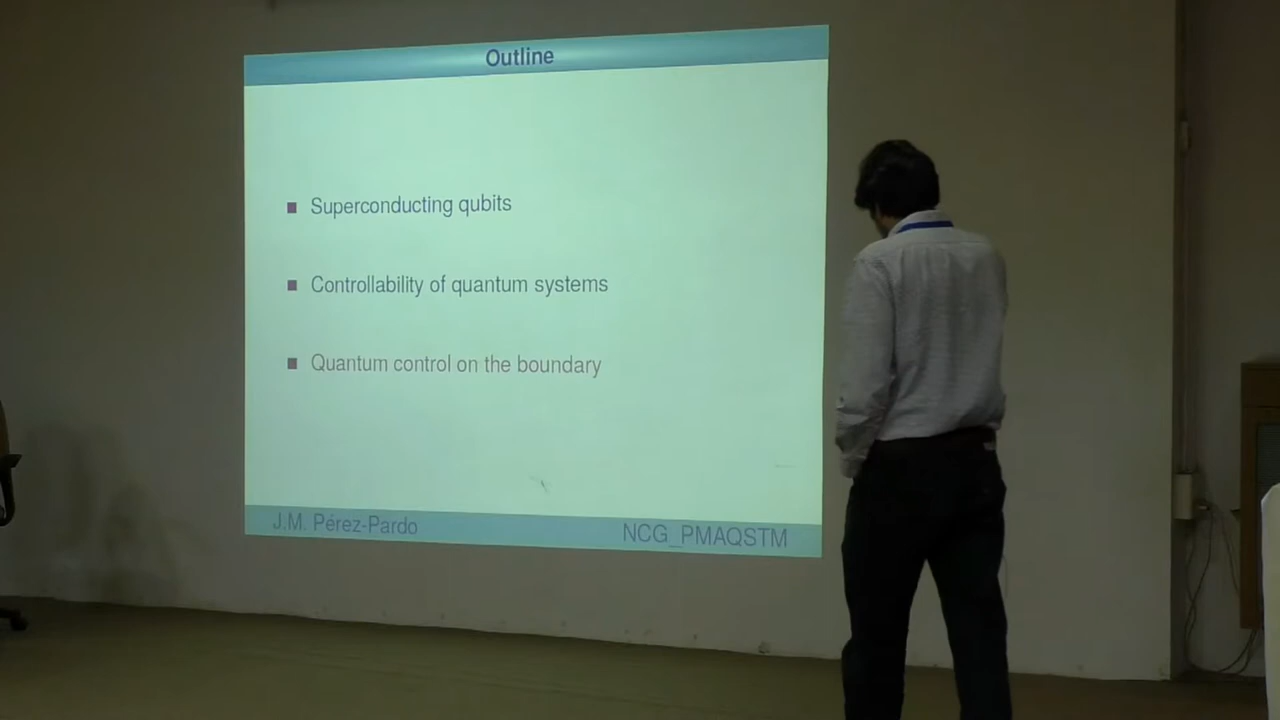 Outline
Superconducting qubits
Controllability of quantum systems
Quantum control on the boundary
J.M. Pérez-Pardo
NCG_PMAQSTM